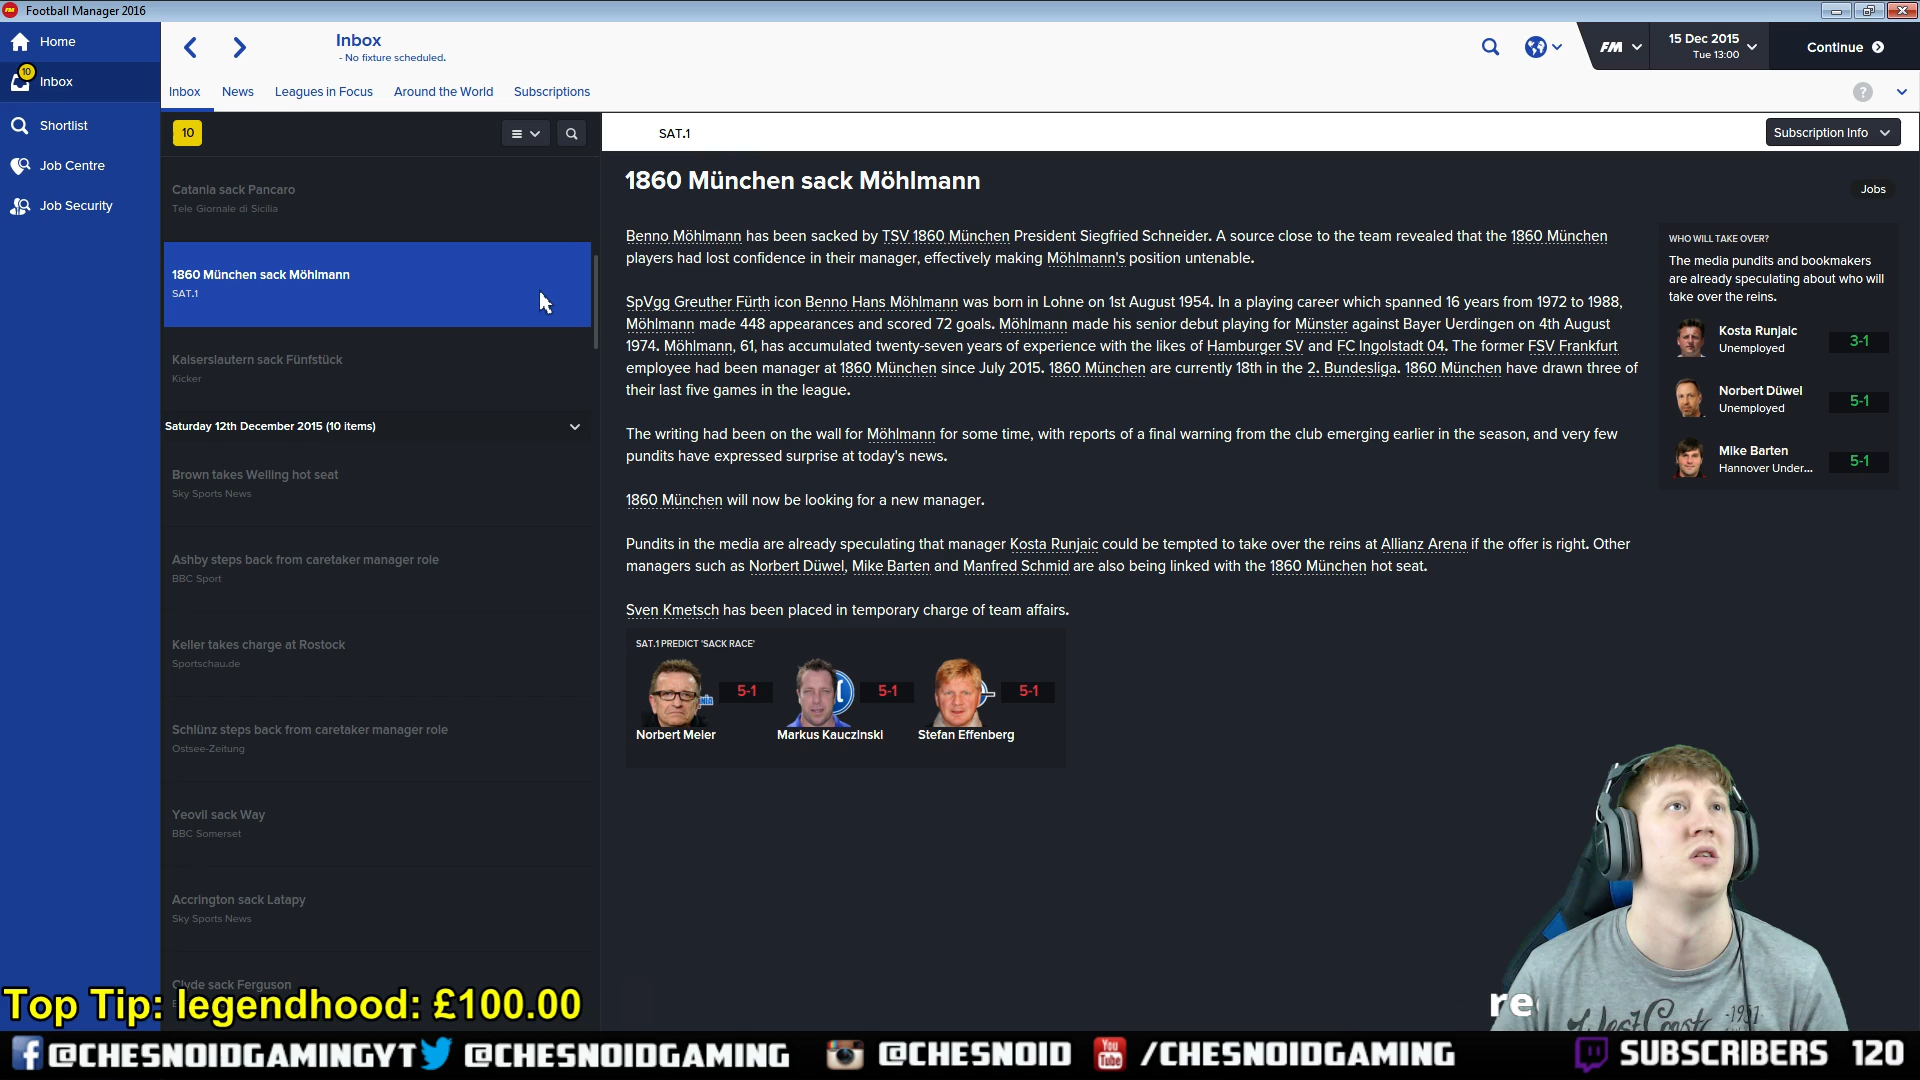 Football Manager 2016
Home
10
Inbox
Shortlist
Job Centre
Job Security
Inbox
- No fixture scheduled.
FM
15 Dec 2015
Tue 13:00
Continue
Inbox
News
Leagues in Focus
Around the World
Subscriptions
?
10
SAT.1
Subscription Info
Catania sack Pancaro
Tele Giornale di Sicilia
1860 München sack Möhlmann
SAT.1
Kaiserslautern sack Fünfstück
Kicker
Saturday 12th December 2015 (10 items)
Brown takes Welling hot seat
Sky Sports News
Ashby steps back from caretaker manager role
BBC Sport
Keller takes charge at Rostock
Sportschau.de
Schlünz steps back from caretaker manager role
Ostsee-Zeitung
Yeovil sack Way
BBC Somerset
Accrington sack Latapy
Sky Sports News
Clyde sack Ferguson
1860 München sack Möhlmann
Jobs
Benno Möhlmann has been sacked by TSV 1860 München President Siegfried Schneider. A source close to the team revealed that the 1860 München
players had lost confidence in their manager, effectively making Möhlmann's position untenable.
SpVgg Greuther Fürth icon Benno Hans Möhlmann was born in Lohne on 1st August 1954. In a playing career which spanned 16 years from 1972 to 1988,
Möhlmann made 448 appearances and scored 72 goals. Möhlmann made his senior debut playing for Münster against Bayer Uerdingen on 4th August
1974. Möhlmann, 61, has accumulated twenty-seven years of experience with the likes of Hamburger SV and FC Ingolstadt 04. The former FSV Frankfurt
employee had been manager at 1860 München since July 2015. 1860 München are currently 18th in the 2. Bundesliga. 1860 München have drawn three of
their last five games in the league.
The writing had been on the wall for Möhlmann for some time, with reports of a final warning from the club emerging earlier in the season, and very few
pundits have expressed surprise at today's news.
1860 München will now be looking for a new manager.
Pundits in the media are already speculating that manager Kosta Runjaic could be tempted to take over the reins at Allianz Arena if the offer is right. Other
managers such as Norbert Düwel, Mike Barten and Manfred Schmid are also being linked with the 1860 München hot seat.
Sven Kmetsch has been placed in temporary charge of team affairs.
SAT.1 PREDICT 'SACK RACE'
5-1
5-1
5-1
Norbert Meier
Markus Kauczinski
Stefan Effenberg
WHO WILL TAKE OVER?
The media pundits and bookmakers
are already speculating about who will
take over the reins.
Kosta Runjaic
Unemployed
3-1
Norbert Düwel
Unemployed
5-1
Mike Barten
Hannover Under...
5-1
Top Tip: legendhood: £100.00
re
West Coast
-1951
@CHESNOIDGAMINGYT
@CHESNOIDGAMING
@CHESNOID
You Tube
/CHESNOIDGAMING
SUBSCRIBERS 120